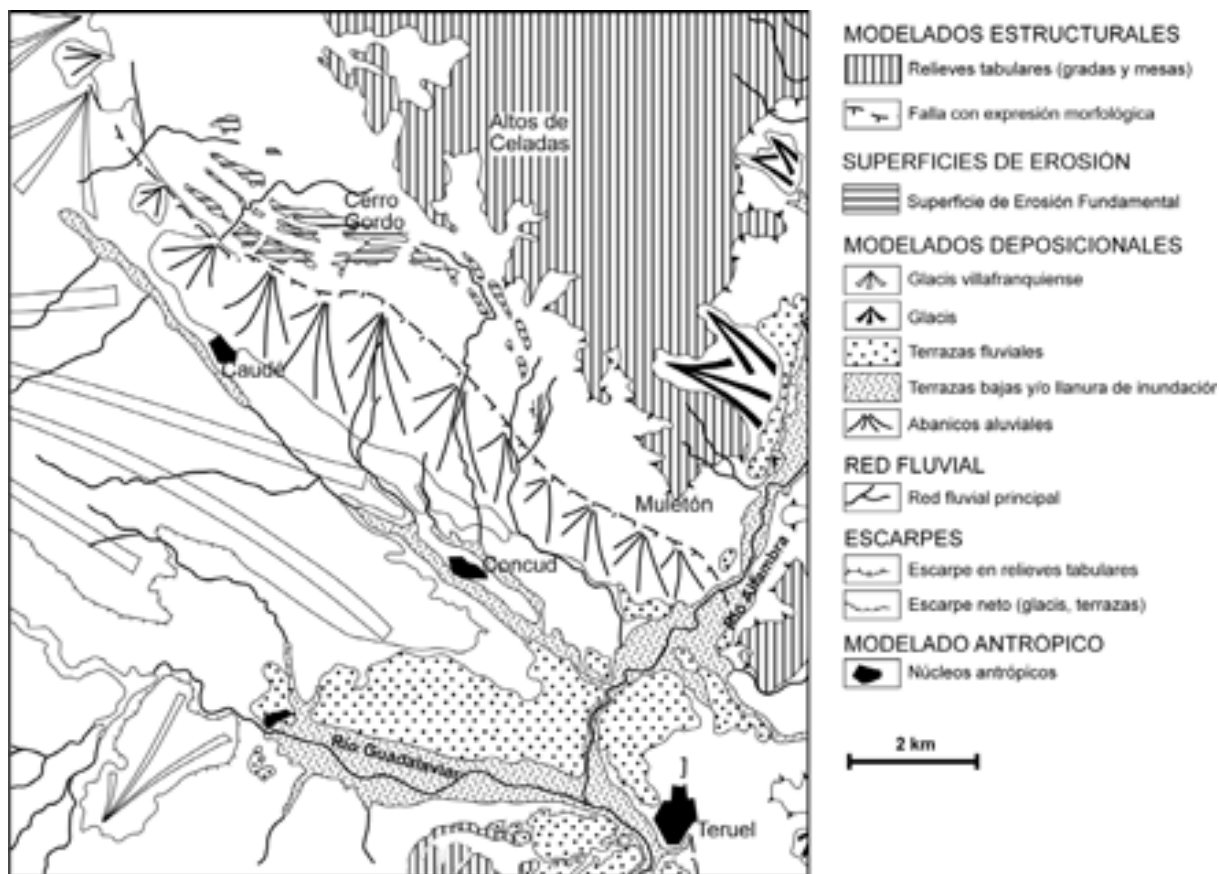 Altos de
Celadas
Cerro
Gordo
Caudé
Muletón
Concud
Río Alfambra
Río Guadalaviar
Teruel
MODELADOS ESTRUCTURALES
Relieves tabulares (gradas y mesas)
Falla con expresión morfológica
SUPERFICIES DE EROSIÓN
Superficie de Erosión Fundamental
MODELADOS DEPOSICIONALES
Glacis villafranquiense
Glacis
Terrazas fluviales
Terrazas bajas y/o llanura de inundación
Abanicos aluviales
RED FLUVIAL
Red fluvial principal
ESCARPES
Escarpe en relieves tabulares
Escarpe neto (glacis, terrazas)
MODELADO ANTRÓPICO
Núcleos antrópicos
2 km